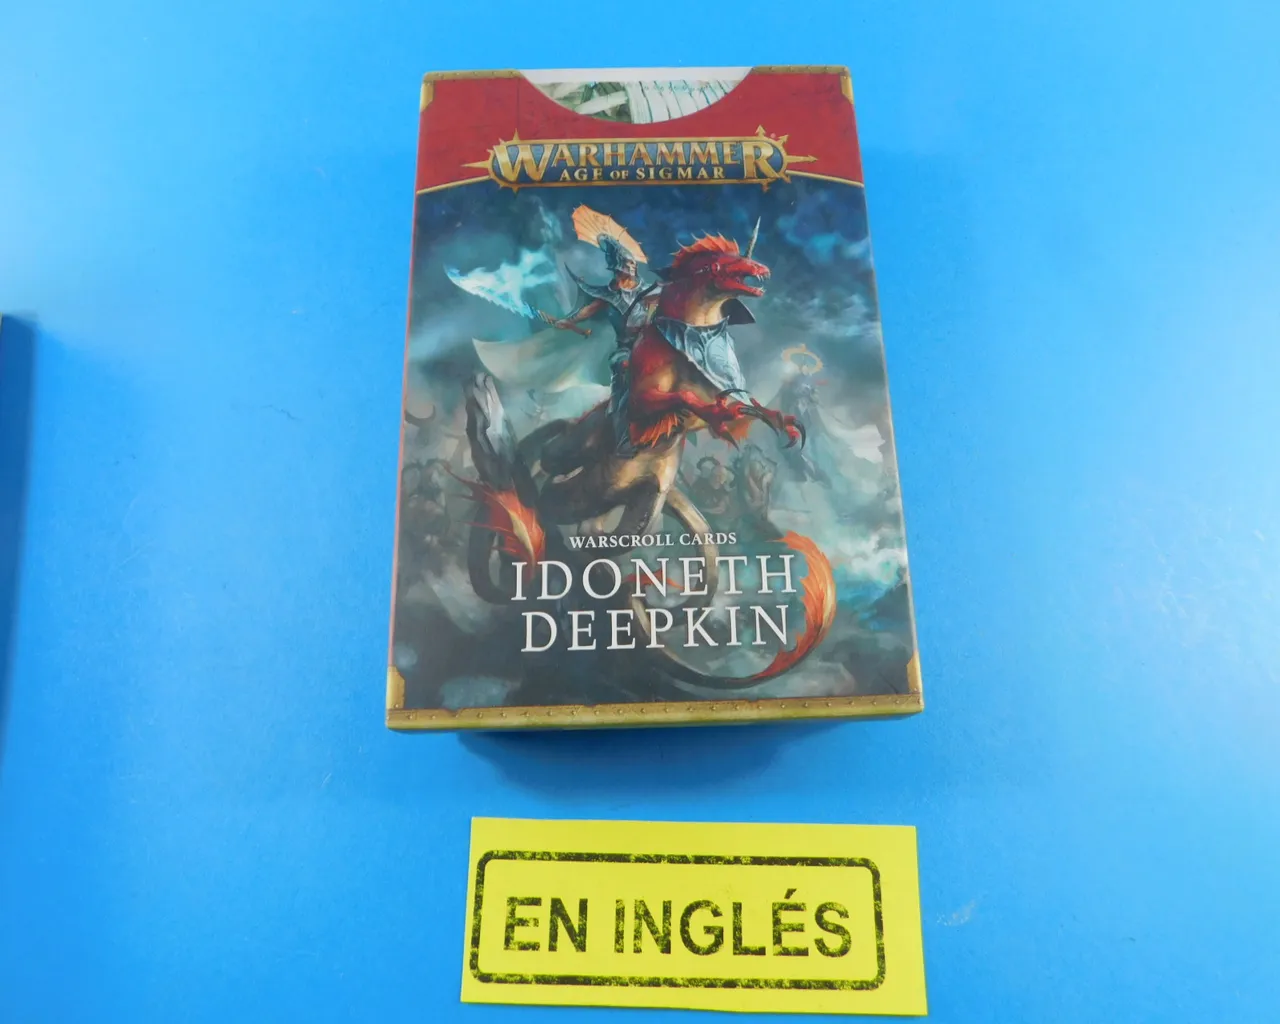 WARHAMMER
AGE OF SIGMAR
WARSCROLL CARDS
IDONETH
DEEPKIN
EN INGLÉS